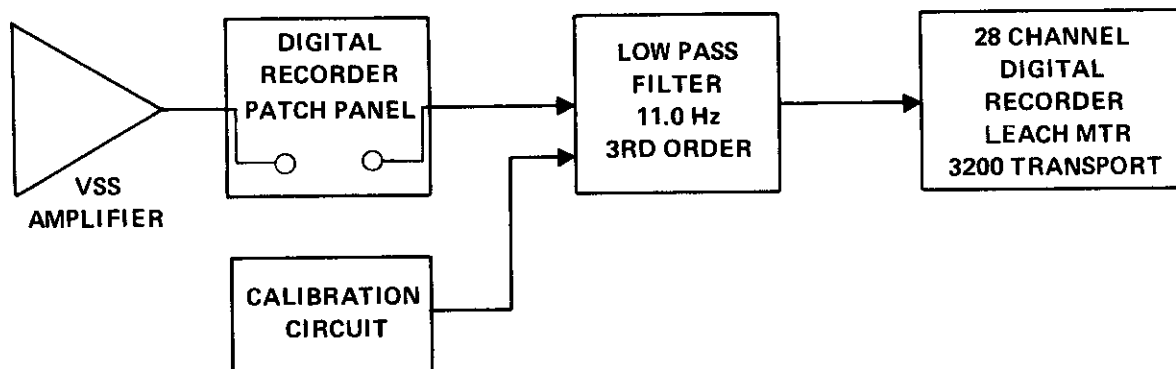 VSS
AMPLIFIER
DIGITAL
RECORDER
PATCH PANEL
CALIBRATION
CIRCUIT
LOW PASS
FILTER
11.0 Hz
3RD ORDER
28 CHANNEL
DIGITAL
RECORDER
LEACH MTR
3200 TRANSPORT